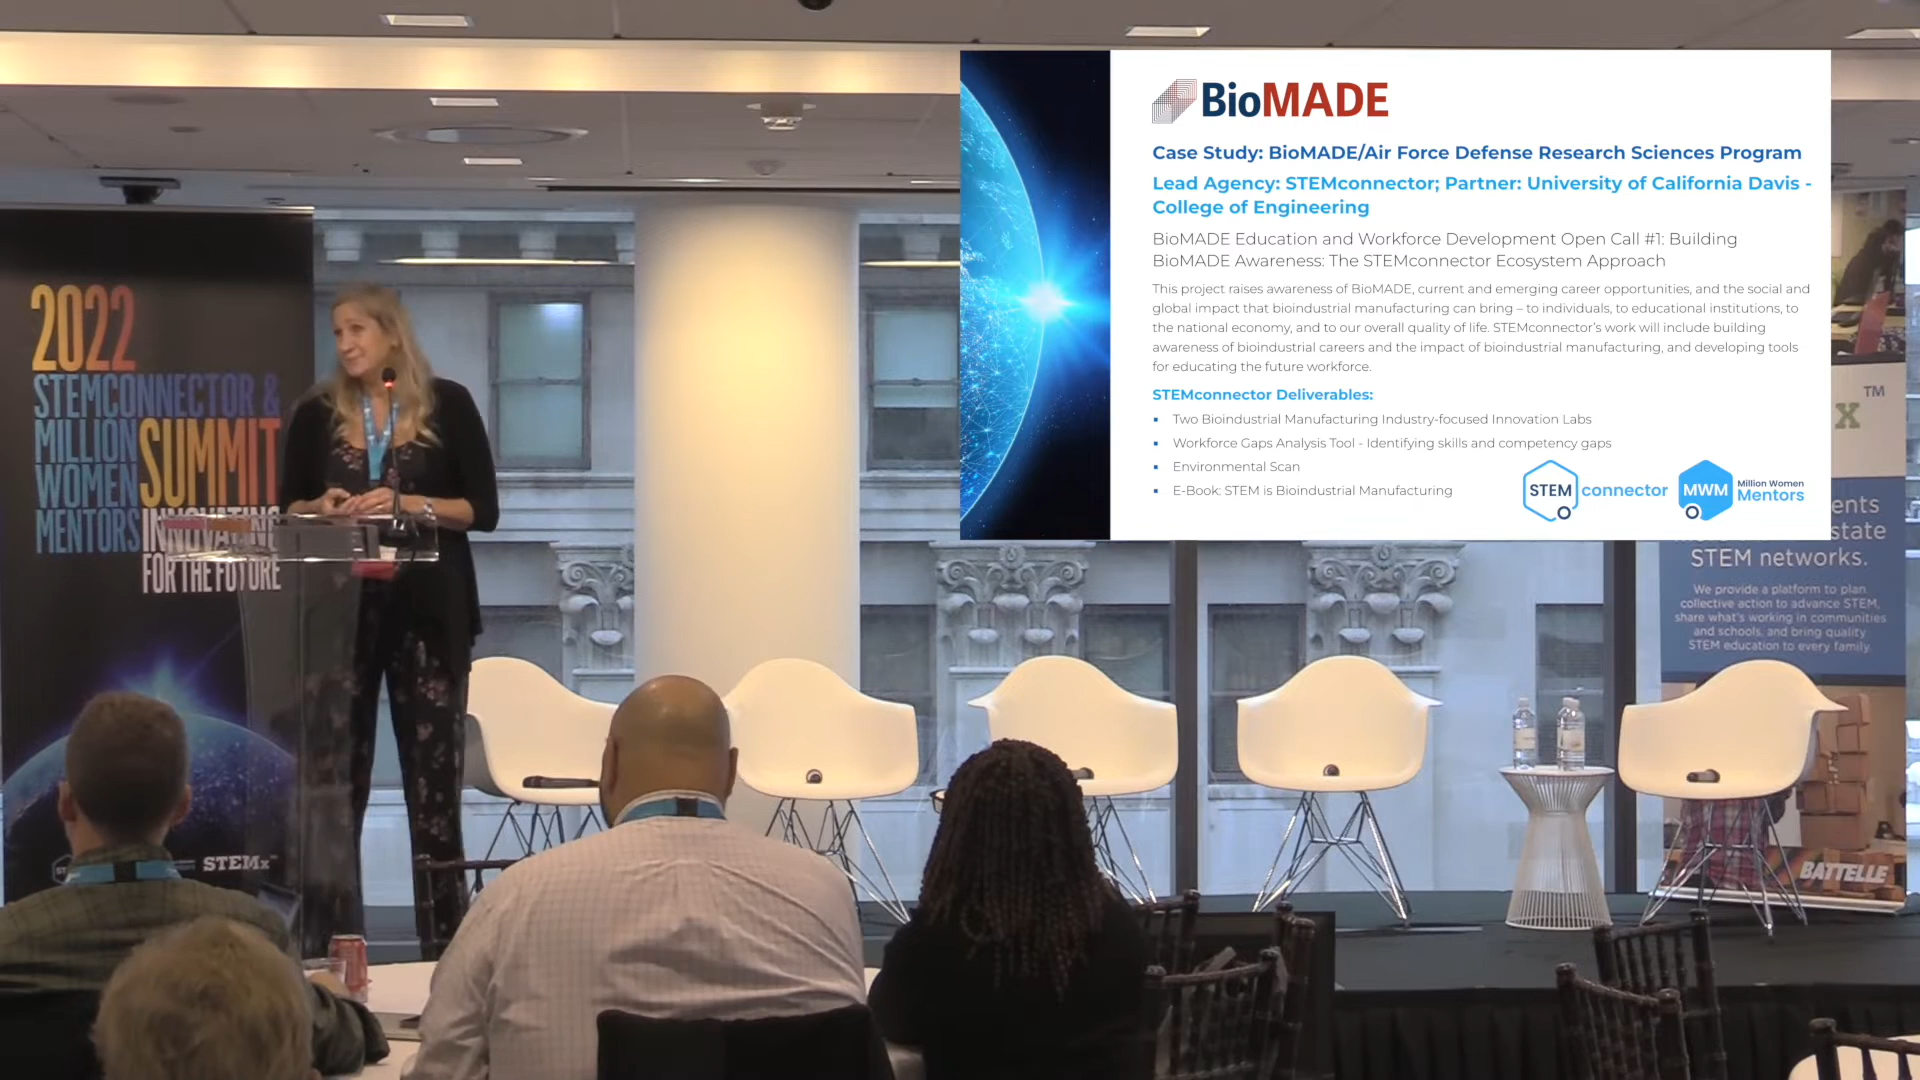 2022
STEMCONNECTOR &
MILLION
WOMEN
MENTORS
SUMMIT
INNOVATING
FOR THE FUTURE
STEMx
BioMADE
Case Study: BioMADE/Air Force Defense Research Sciences Program
Lead Agency: STEMconnector; Partner: University of California Davis -
College of Engineering
BioMADE Education and Workforce Development Open Call #1: Building
BioMADE Awareness: The STEMconnector Ecosystem Approach
This project raises awareness of BioMADE, current and emerging career opportunities, and the social and
global impact that bioindustrial manufacturing can bring – to individuals, to educational institutions, to
the national economy, and to our overall quality of life. STEMconnector's work will include building
awareness of bioindustrial careers and the impact of bioindustrial manufacturing, and developing tools
for educating the future workforce.
STEMconnector Deliverables:
▪ Two Bioindustrial Manufacturing Industry-focused Innovation Labs
▪ Workforce Gaps Analysis Tool - Identifying skills and competency gaps
▪ Environmental Scan
▪ E-Book: STEM is Bioindustrial Manufacturing
STEM connector
MWM Million Women
Mentors
X™
ents
state
STEM networks.
We provide a platform to plan
collective action to advance STEM,
share what's working in communities
and schools, and bring quality
STEM education to every family.
BATTELLE